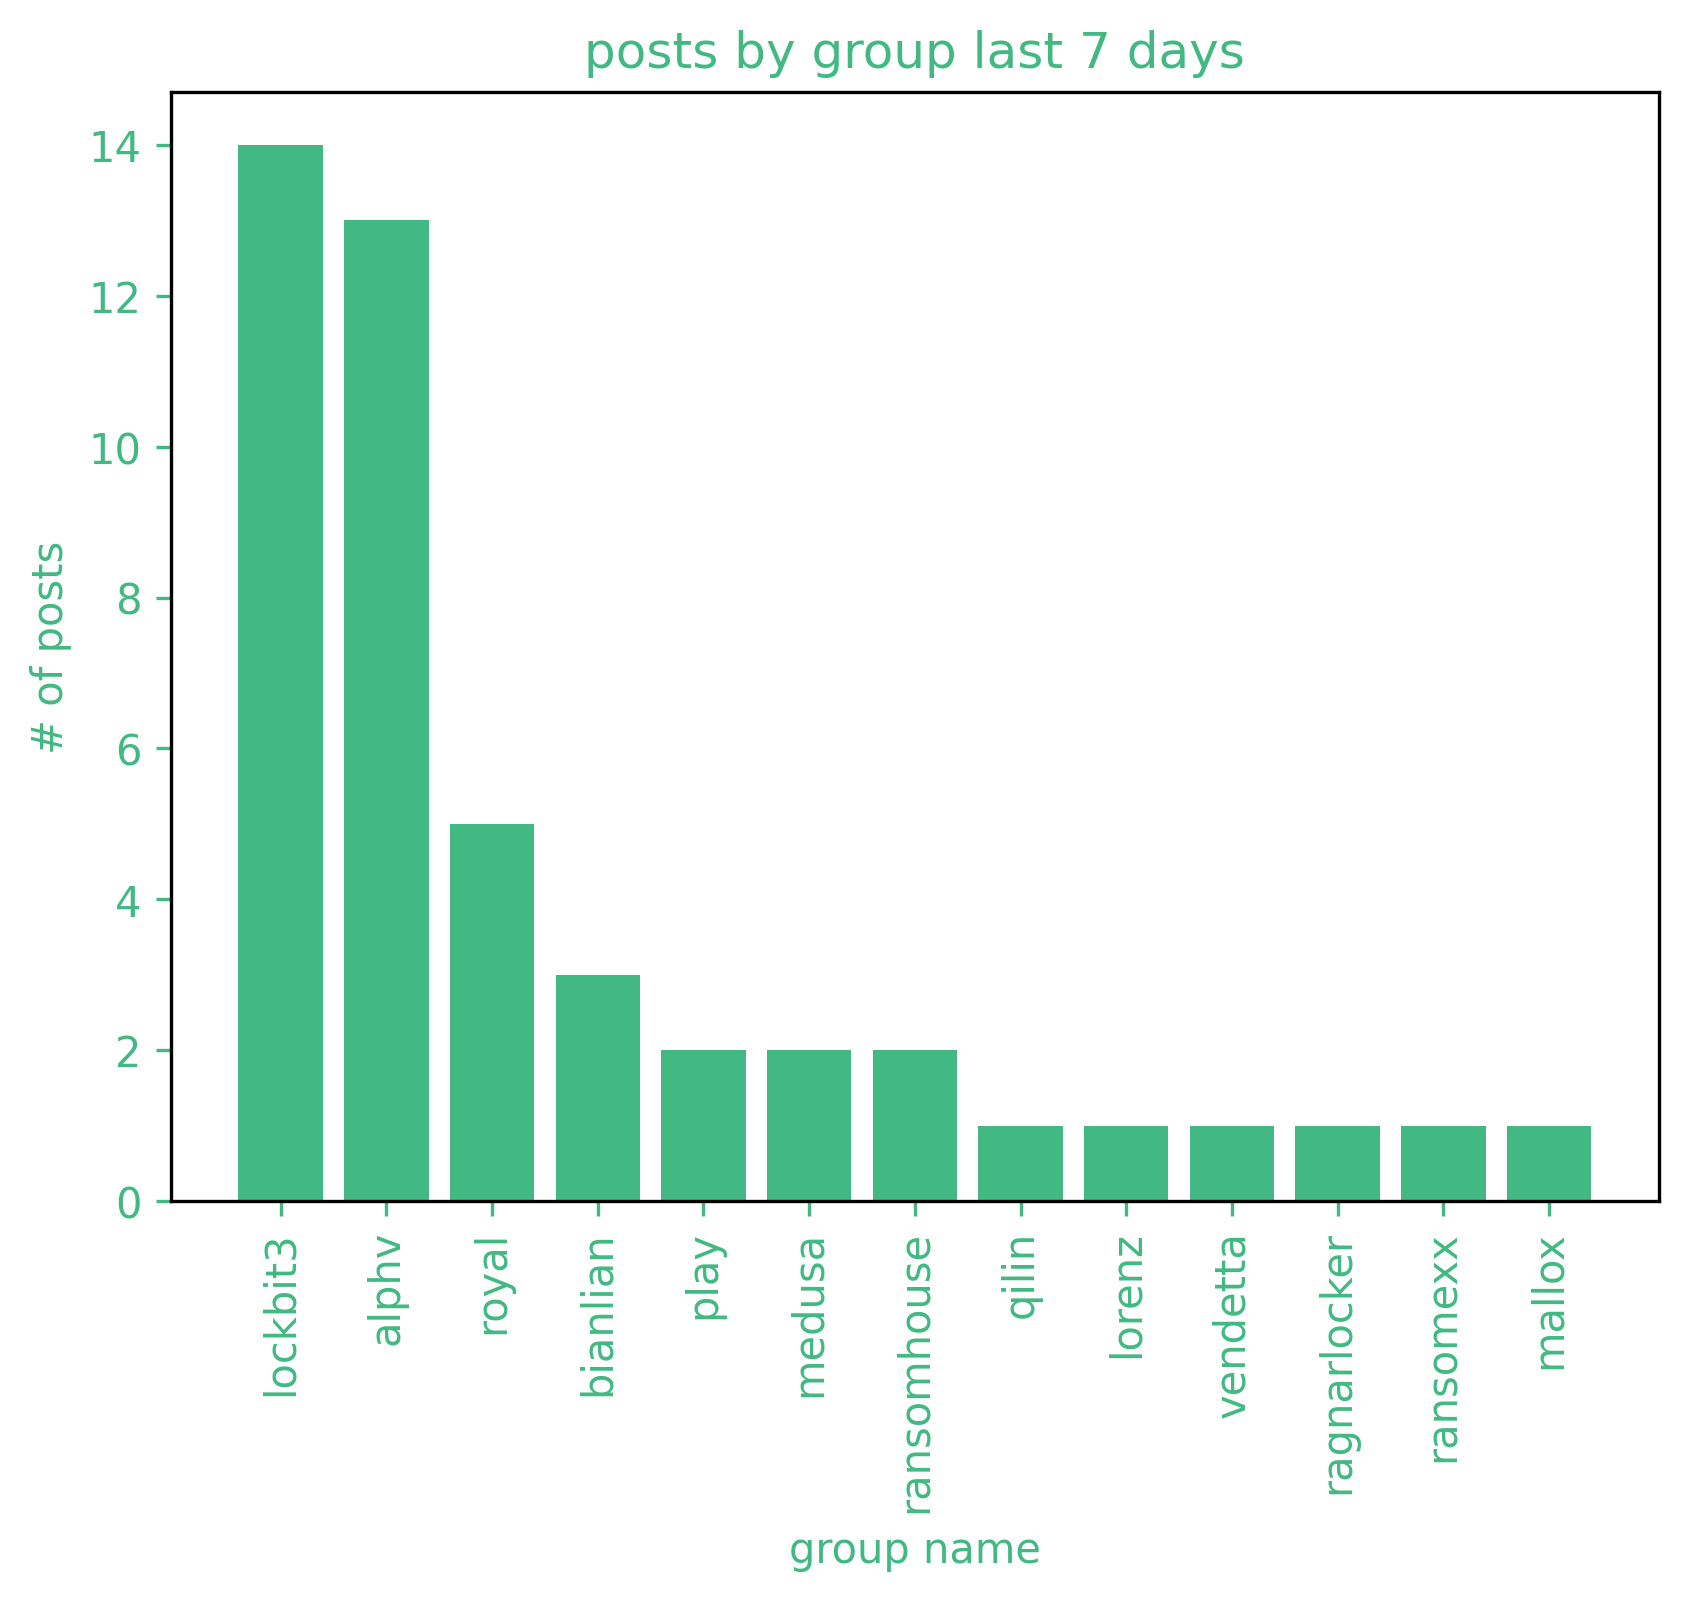 posts by group last 7 days
14
12
10
8
6
4
2
0
# of posts
lockbit3
alphv
royal
bianlian
play
medusa
ransomhouse
qilin
lorenz
vendetta
ragnarlocker
ransomexx
mallox
group name